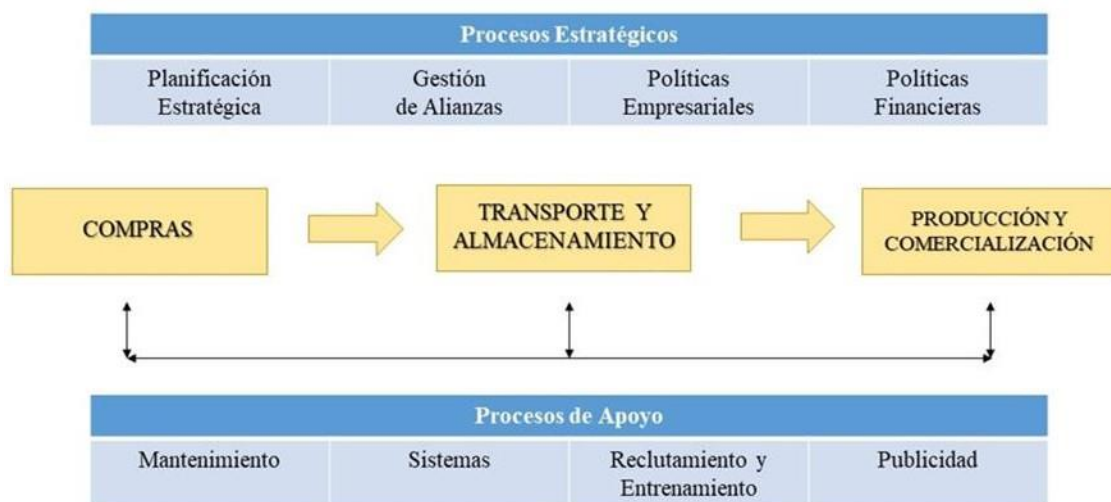 Procesos Estratégicos
Planificación
Estratégica
Gestión
de Alianzas
Políticas
Empresariales
Políticas
Financieras
COMPRAS
TRANSPORTE Y
ALMACENAMIENTO
PRODUCCIÓN Y
COMERCIALIZACIÓN
Procesos de Apoyo
Mantenimiento
Sistemas
Reclutamiento y
Entrenamiento
Publicidad